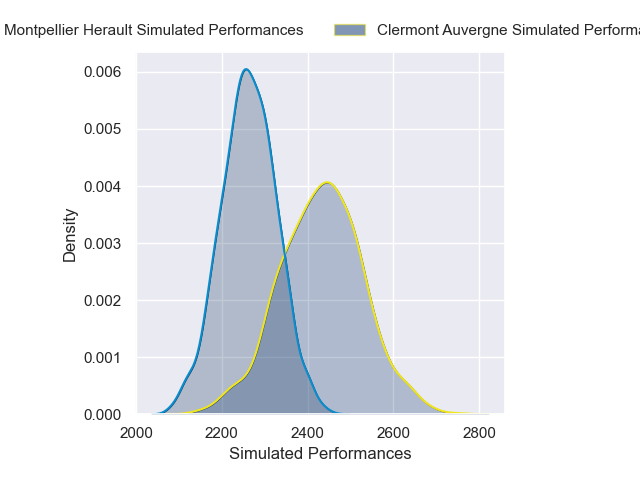 Montpellier Herault Simulated Performances
Clermont Auvergne Simulated Performa
0.006
0.005
0.004
0.003
0.002
0.001
0.000
Density
2000 2200 2400 2600 2800
Simulated Performances